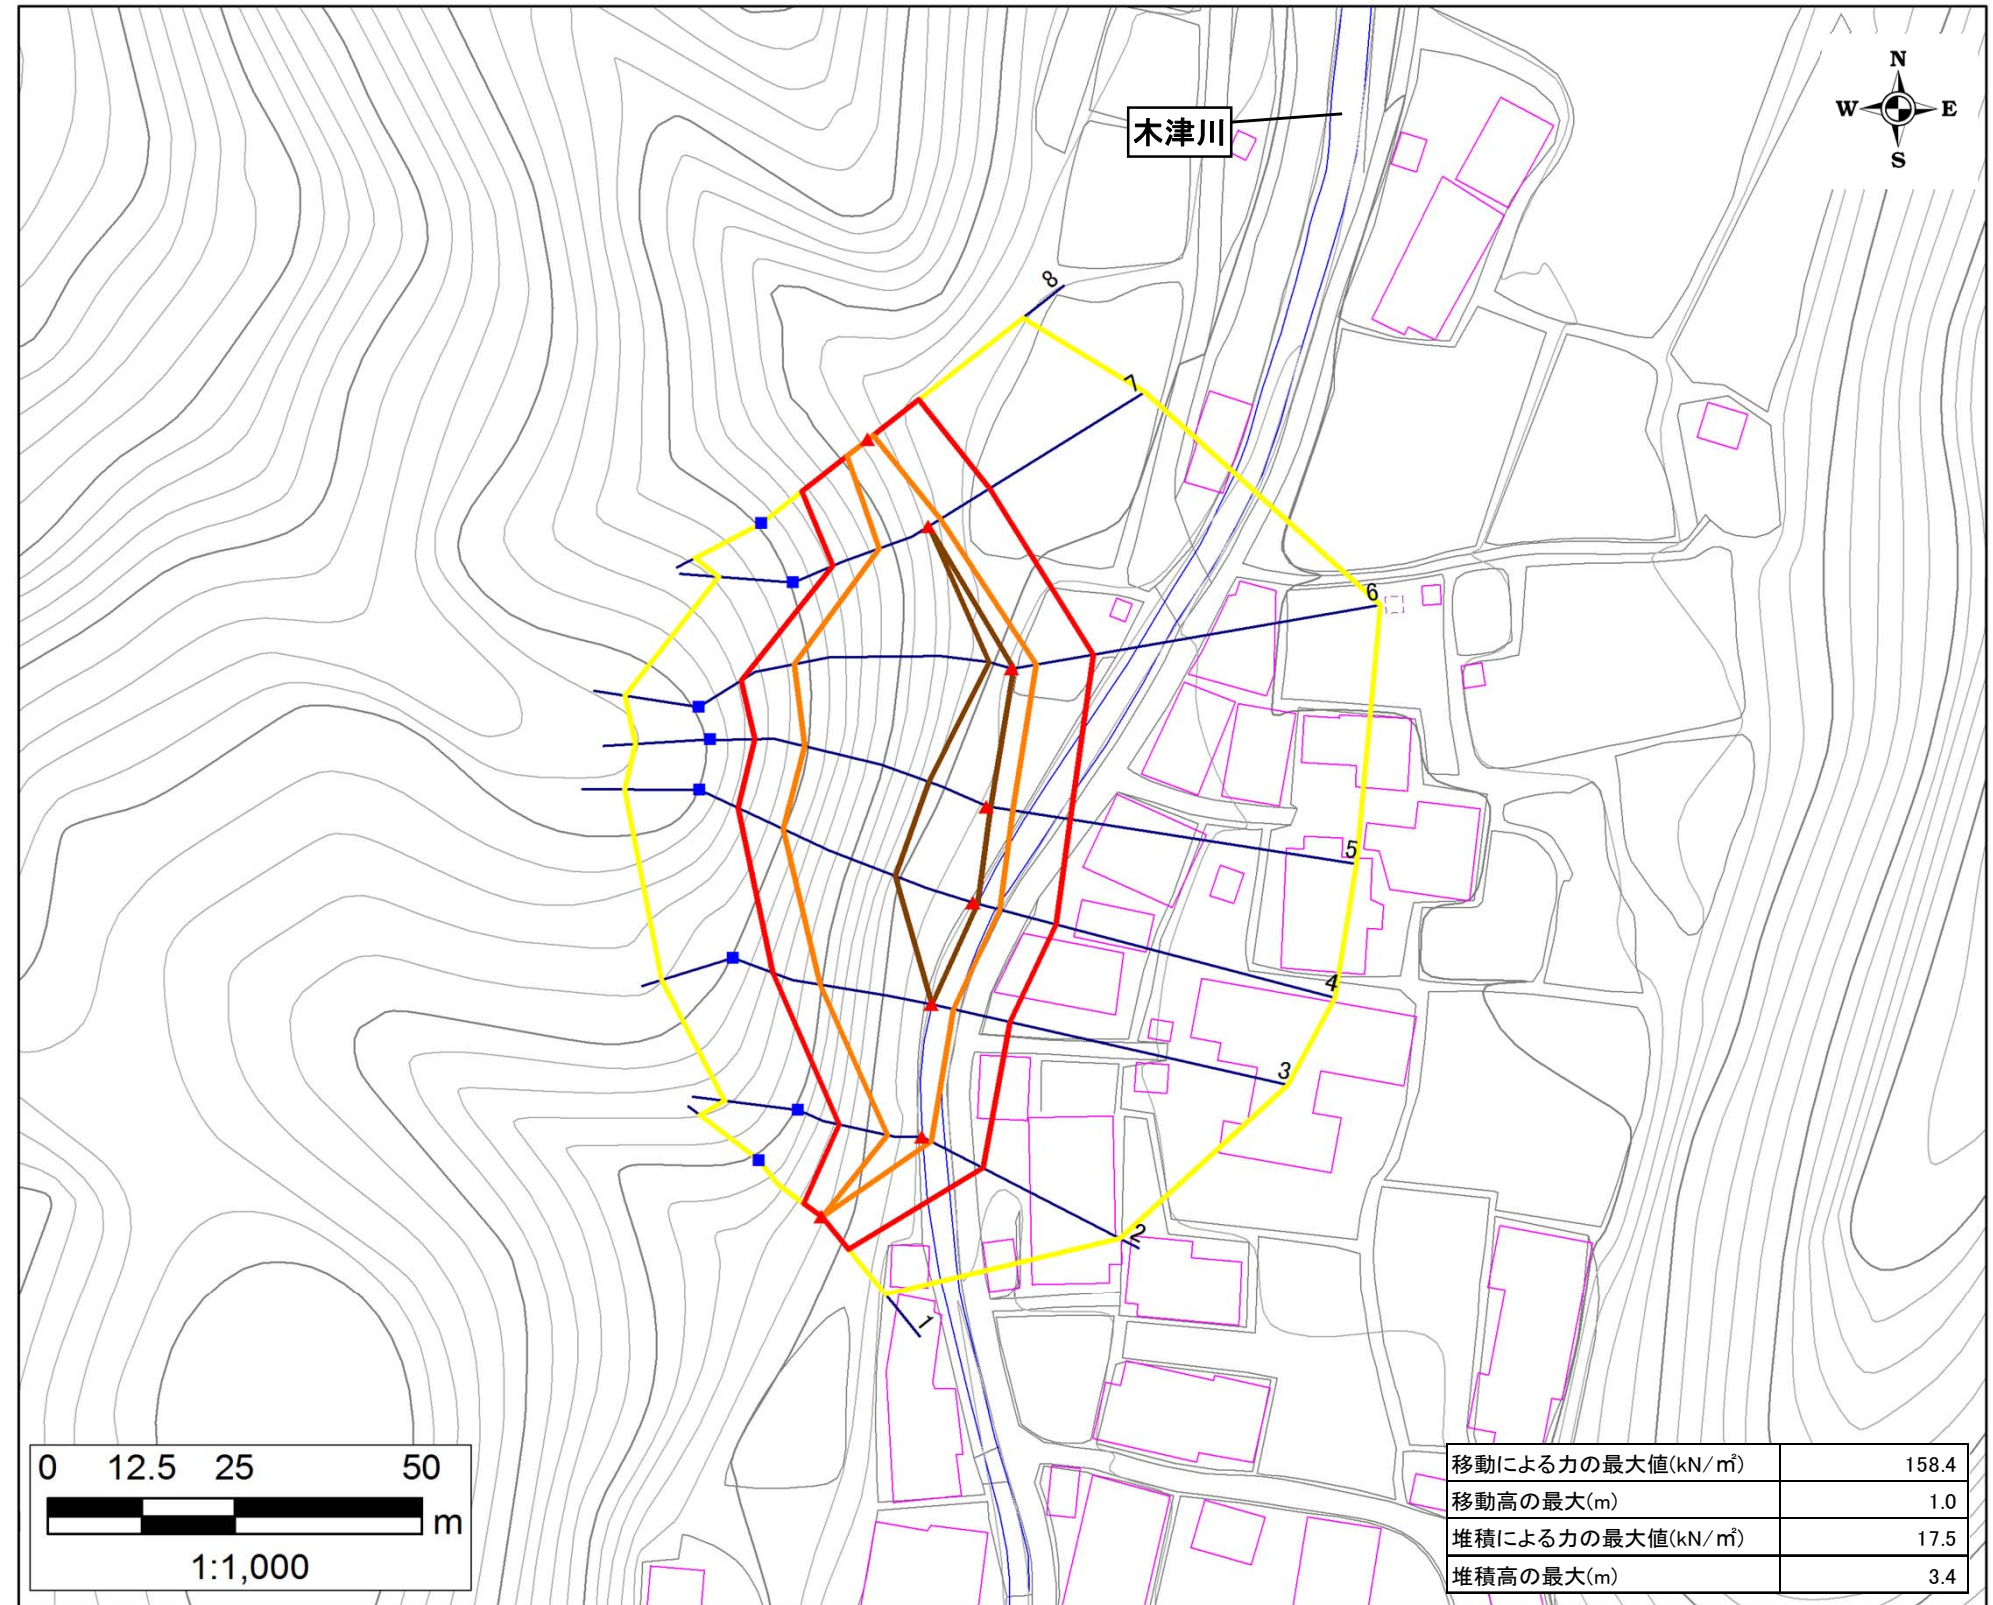 N
W E
S
木津川
8
7
6
5
4
3
2
1
0 12.5 25 50
m
1:1,000
移動による力の最大値(kN/㎡) 158.4
移動高の最大(m) 1.0
堆積による力の最大値(kN/㎡) 17.5
堆積高の最大(m) 3.4